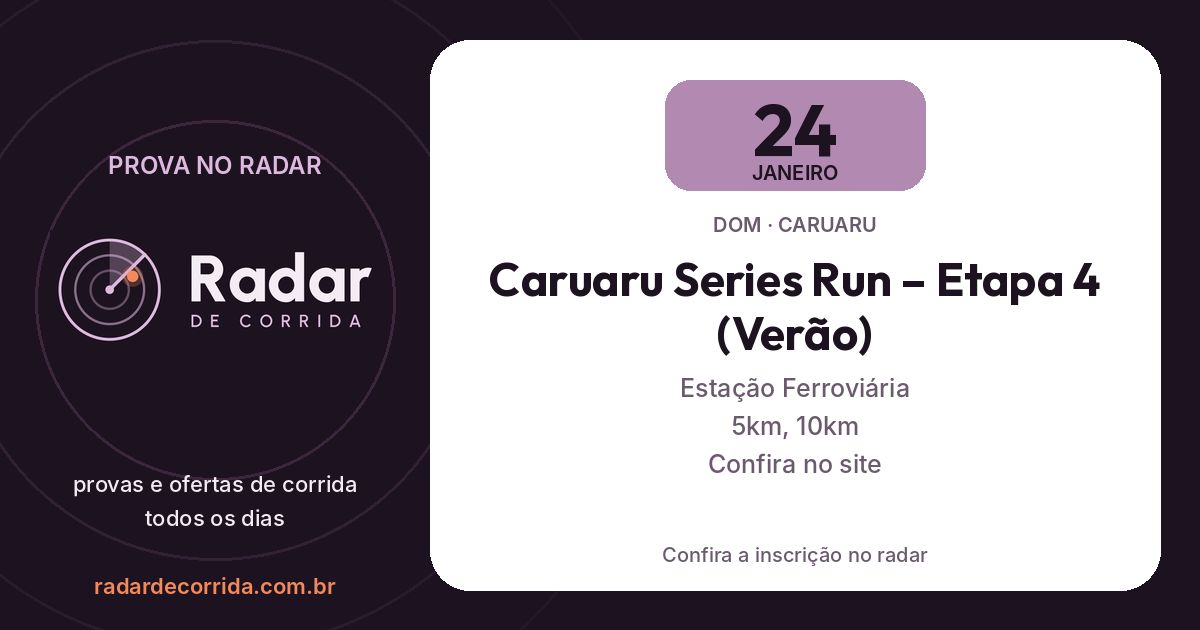 PROVA NO RADAR
Radar
DE CORRIDA
provas e ofertas de corrida
todos os dias
radardecorrida.com.br
24
JANEIRO
DOM · CARUARU
Caruaru Series Run – Etapa 4
(Verão)
Estação Ferroviária
5km, 10km
Confira no site
Confira a inscrição no radar